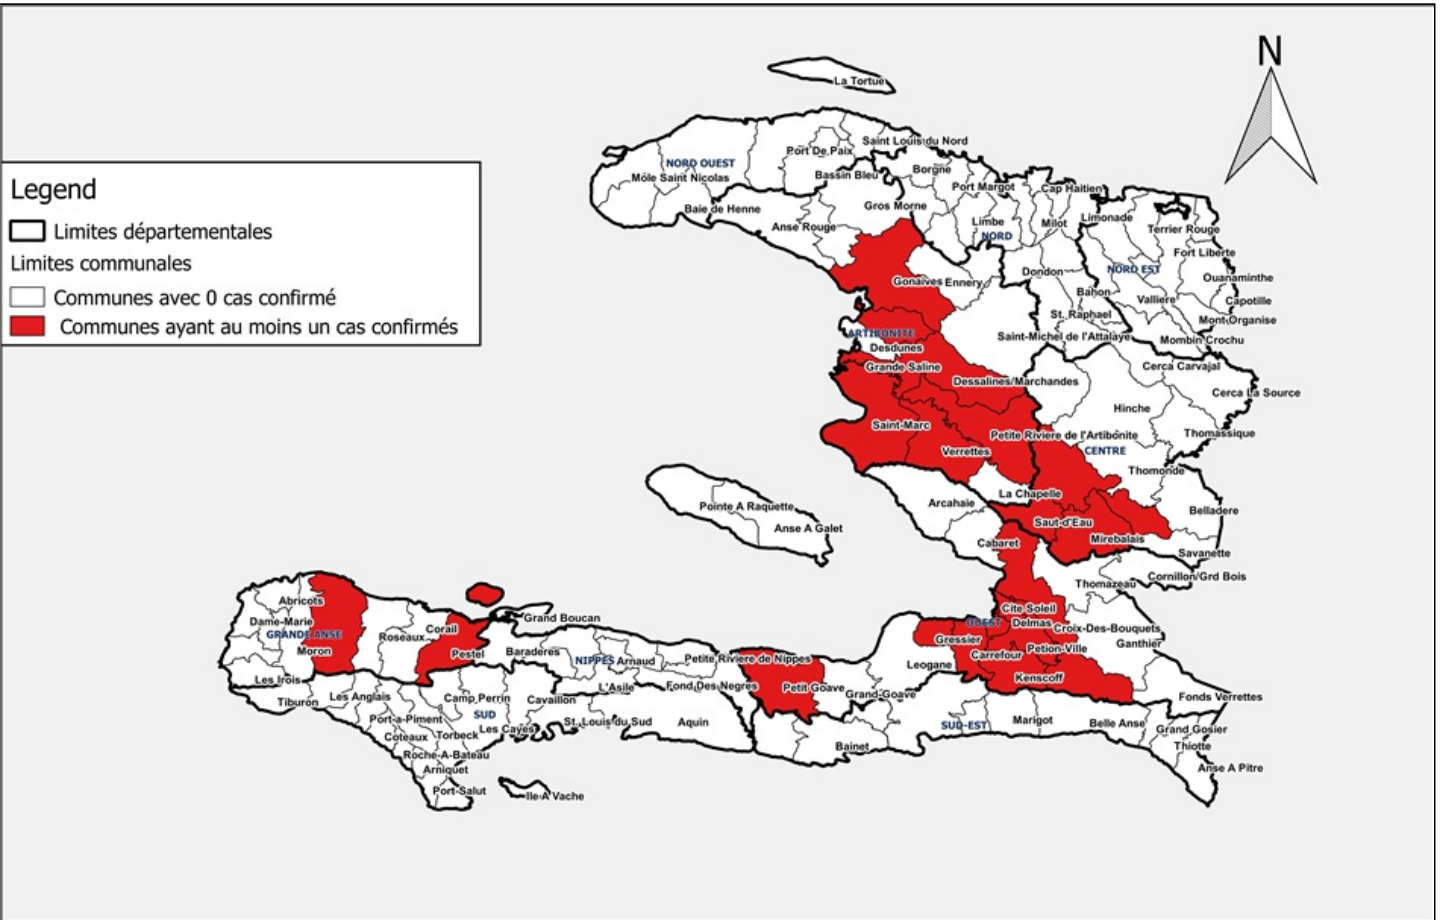 N
La Tortue
Saint Louis du Nord
Port De Paix
NORD OUEST
Borgne
Bassin Bleu
Môle Saint Nicolas
Port Margot
Cap Haitien
Legend
Gros Morne
Baie de Henne
Limonade
Limbe
Milot
Anse Rouge
Terrier Rouge
Limites départementales
NORD
Fort Liberte
Limites communales
NORD EST
Dondon
Ouanaminthe
Gonaives
Ennery
Bahon
Valliere
Capotille
Communes avec 0 cas confirmé
St. Raphael
Mont-Organise
Communes ayant au moins un cas confirmés
ARTIBONITE
Saint-Michel de l'Attalaye
Mombin Crochu
Desdunes
Grande Saline
Cerca Carvajal
Dessalines/Marchandes
Cerca La Source
Hinche
Saint-Marc
Petite Riviere de l'Artibonite
Thomassique
Verrettes
CENTRE
Thomonde
La Chapelle
Arcahaie
Pointe A Raquette
Belladere
Saut-d'Eau
Anse A Galet
Mirebalais
Cabaret
Savanette
Cornillon/Grd Bois
Thomazeau
Abricots
Cite Soleil
Grand Boucan
Dame-Marie
OUEST
Delmas
Corail
Croix-Des-Bouquets
GRANDE ANSE
Roseaux
Gressier
Ganthier
Moron
Pestel
Baraderes
Petion-Ville
Carrefour
NIPPES
Arnaud
Petite Riviere de Nippes
Leogane
Les Irois
Kenscoff
L'Asile
Fond Des Negres
Petit Goave
Grand-Goave
Tiburon
Les Anglais
Camp Perrin
Cavaillon
Fonds Verrettes
Port-a-Piment
SUD
St. Louis du Sud
Aquin
SUD-EST
Marigot
Belle Anse
Les Cayes
Grand Gosier
Coteaux
Torbeck
Bainet
Thiotte
Roche-A-Bateau
Arniquet
Anse A Pitre
Port-Salut
Ile A Vache